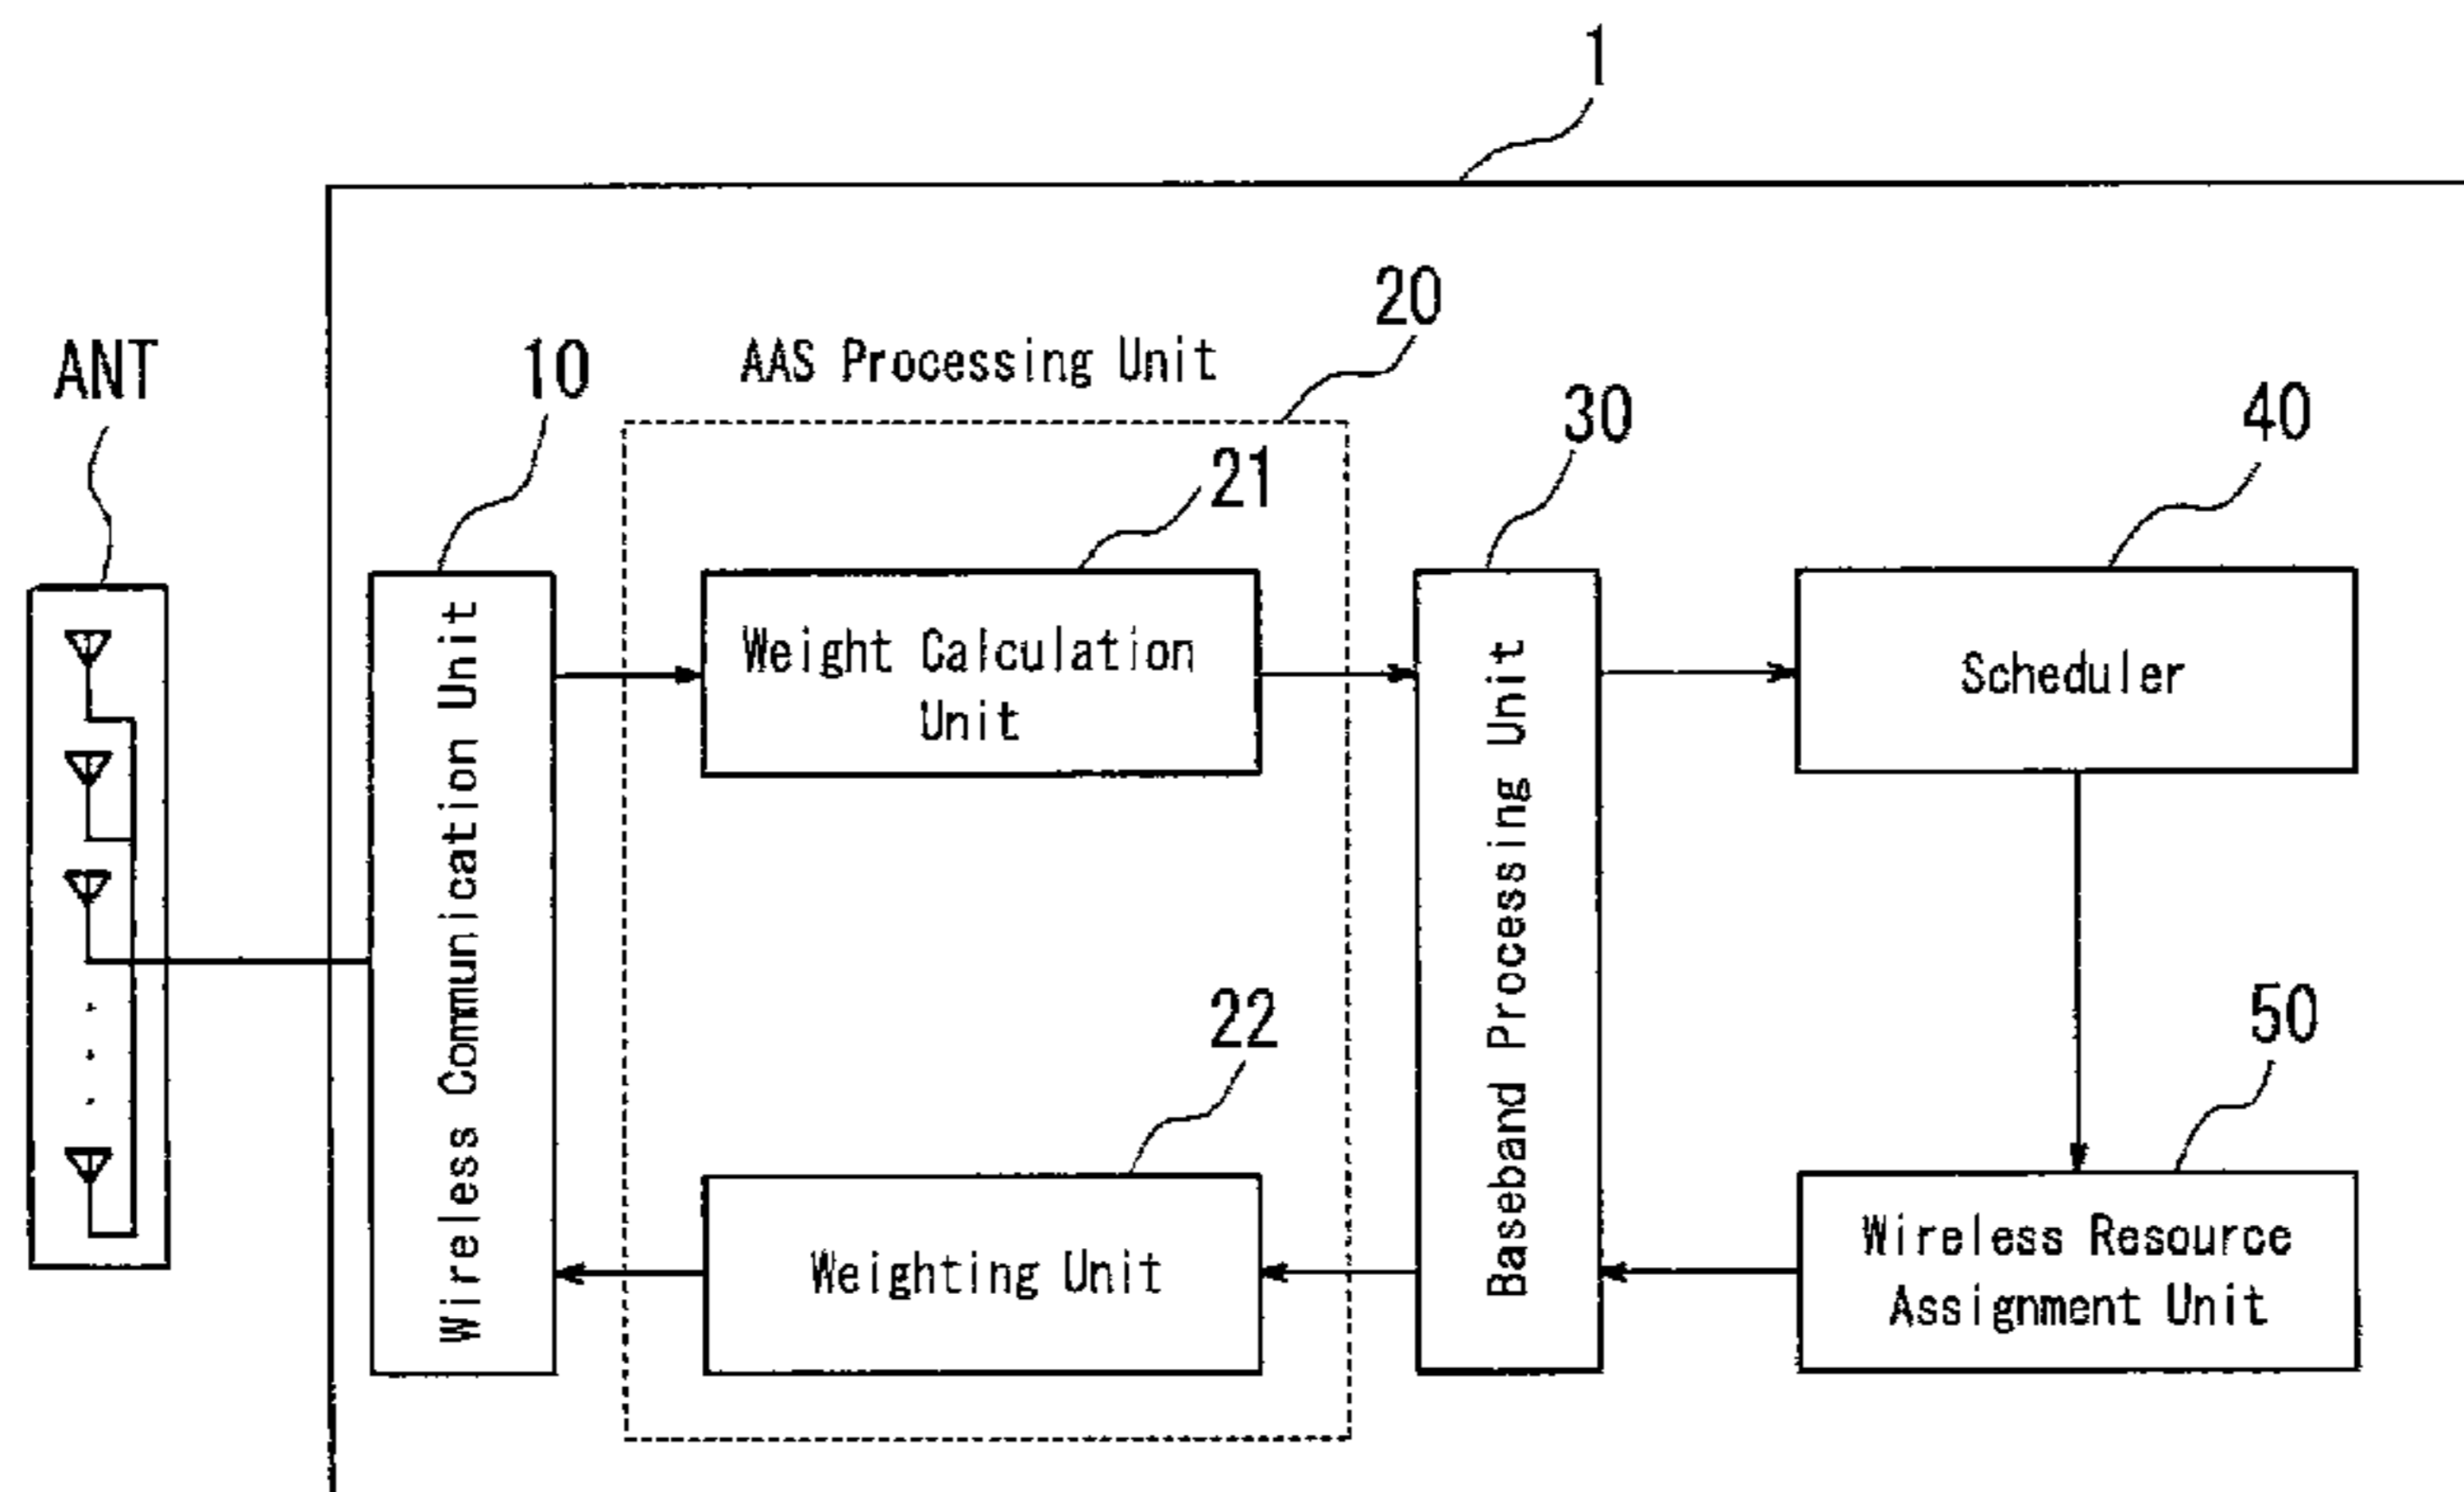 1
20
AAS Processing Unit
ANT
10
30
40
21
Weight Calculation
Unit
Scheduler
Wireless Communication Unit
Baseband Processing Unit
22
50
Weighting Unit
Wireless Resource
Assignment Unit